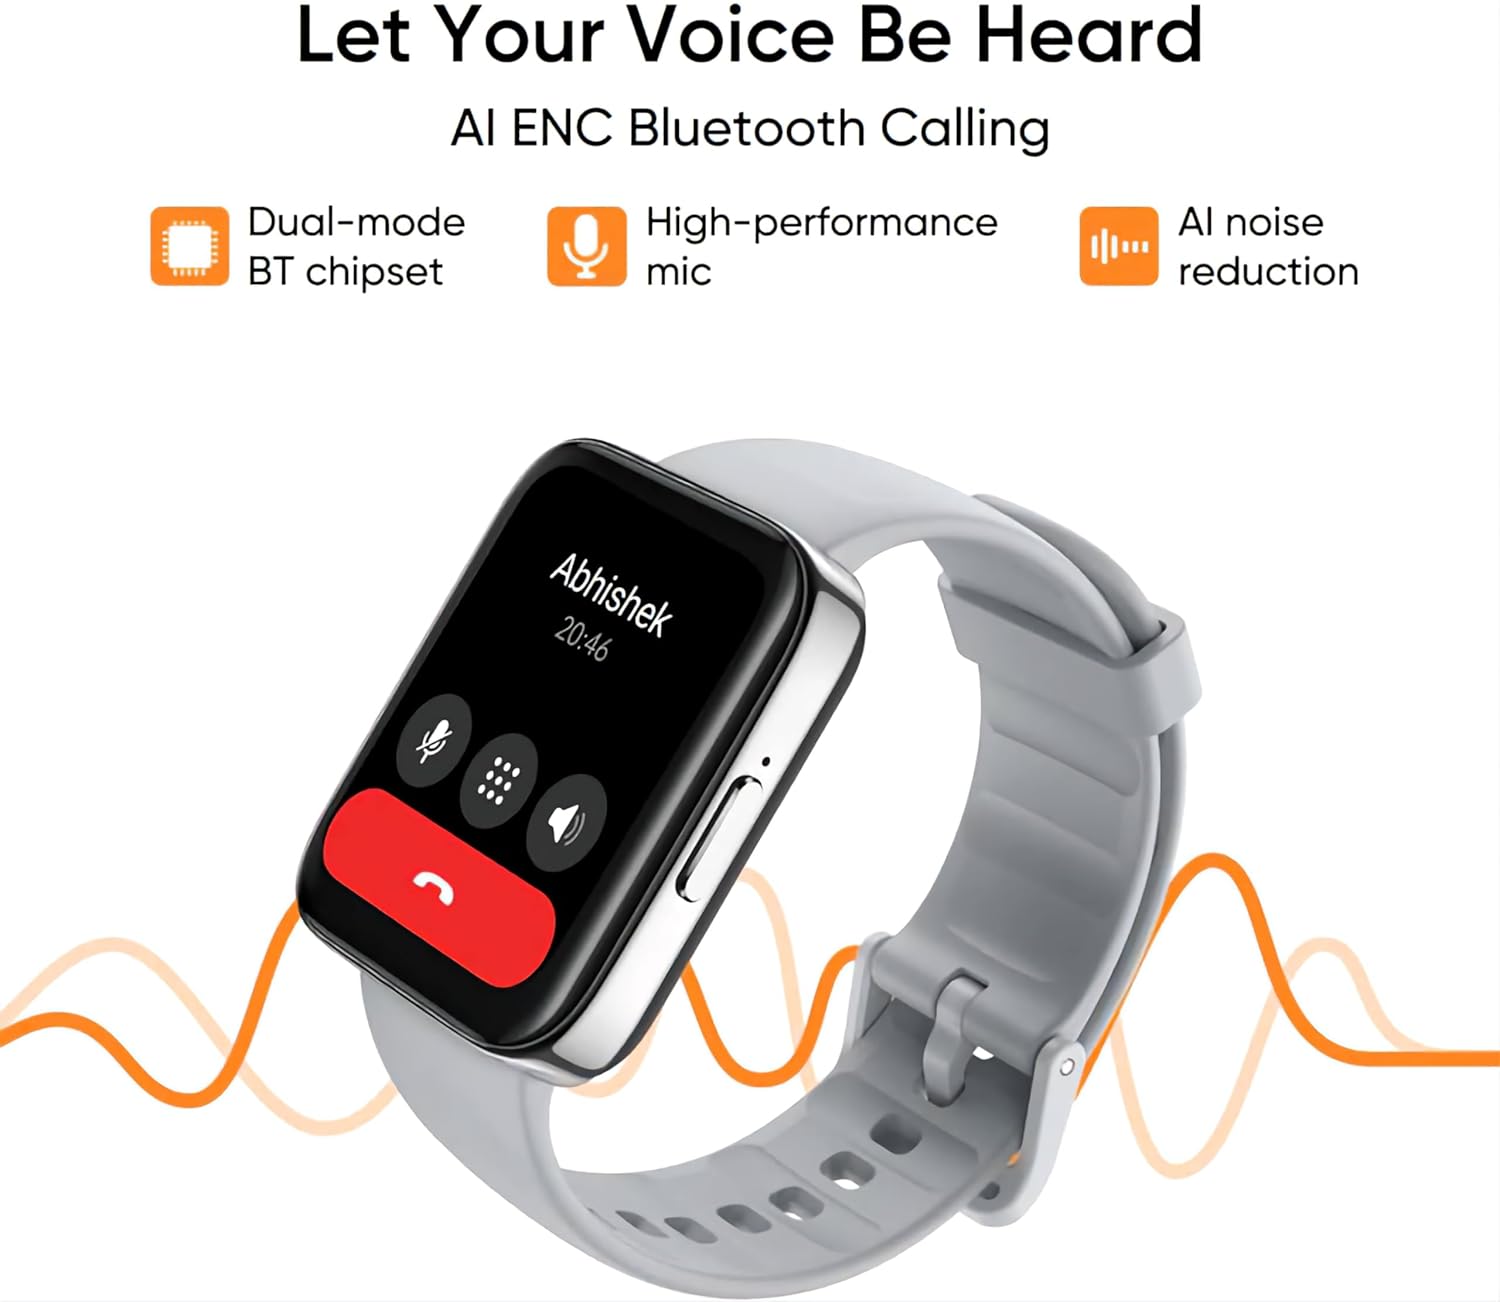 Let Your Voice Be Heard
AI ENC Bluetooth Calling
Dual-mode
BT chipset
High-performance
mic
AI noise
reduction
Abhishek
20:46